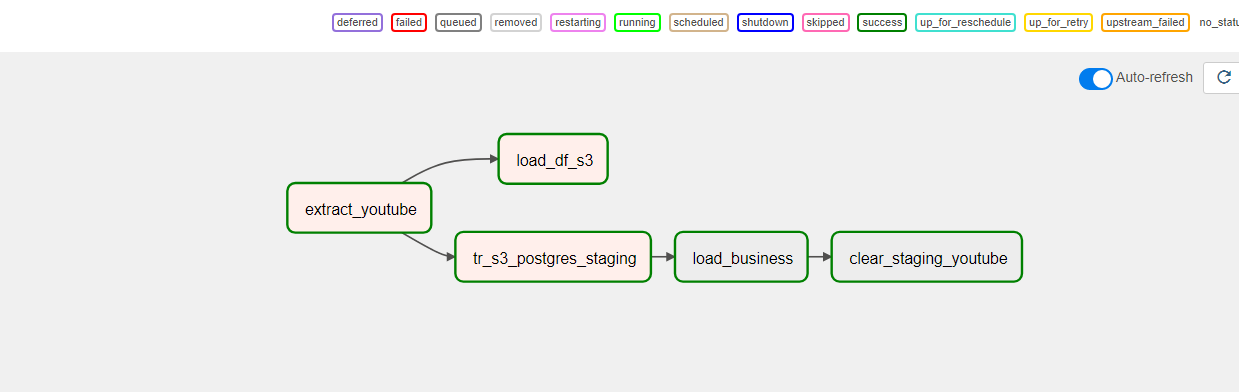 deferred failed queued removed restarting running scheduled shutdown skipped success up_for_reschedule up_for_retry upstream_failed no_statu
Auto-refresh
load_df_s3
extract_youtube
tr_s3_postgres_staging load_business clear_staging_youtube